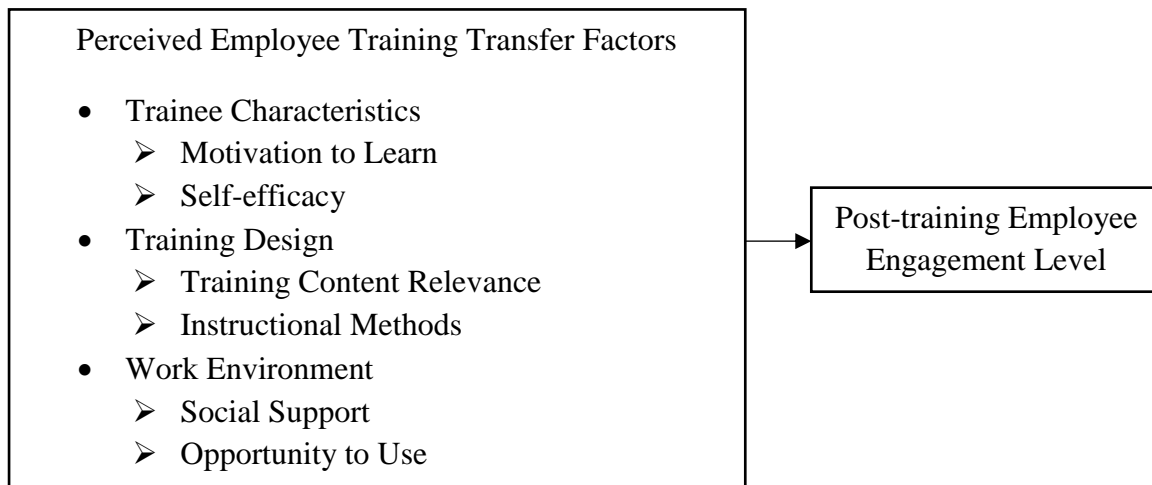 Perceived Employee Training Transfer Factors
• Trainee Characteristics
➢ Motivation to Learn
➢ Self-efficacy
• Training Design
➢ Training Content Relevance
➢ Instructional Methods
• Work Environment
➢ Social Support
➢ Opportunity to Use
Post-training Employee
Engagement Level